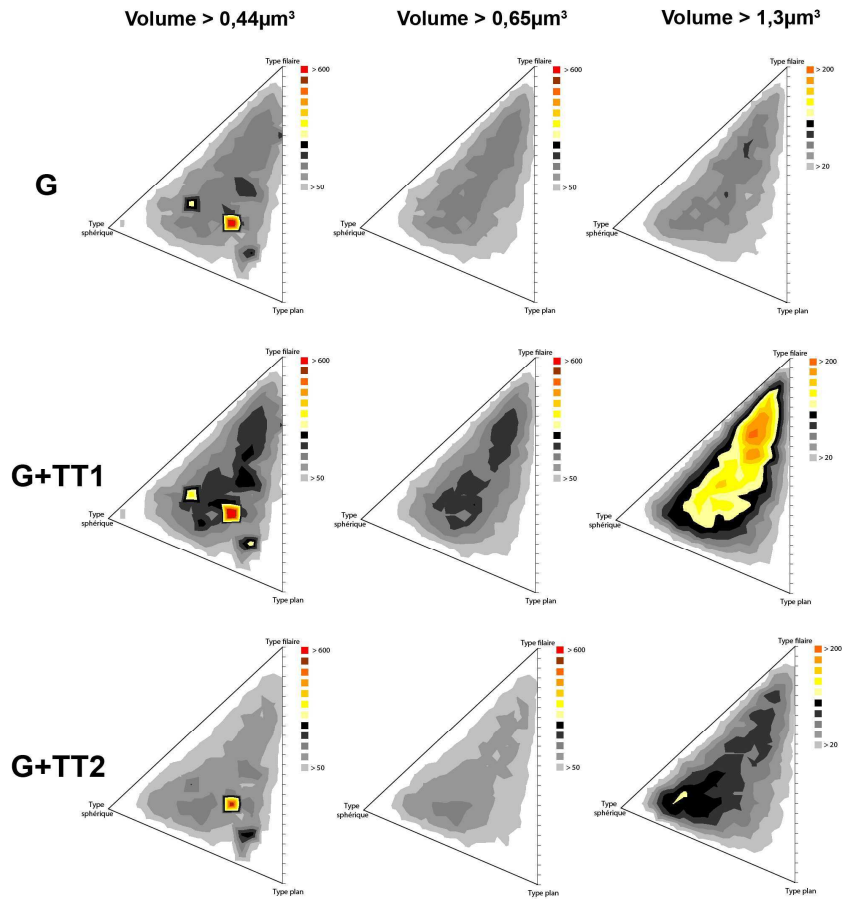 Volume > 0,44µm³ Volume > 0,65µm³ Volume > 1,3µm³
G
Type filaire
> 600
> 50
Type
sphérique
Type plan
Type filaire
> 600
> 50
Type
sphérique
Type plan
Type filaire
> 200
> 20
Type
sphérique
Type plan
G+TT1
Type filaire
> 600
> 50
Type
sphérique
Type plan
Type filaire
> 600
> 50
Type
sphérique
Type plan
Type filaire
> 200
> 20
Type
sphérique
Type plan
G+TT2
Type filaire
> 600
> 50
Type
sphérique
Type plan
Type filaire
> 600
> 50
Type
sphérique
Type plan
Type filaire
> 200
> 20
Type
sphérique
Type plan